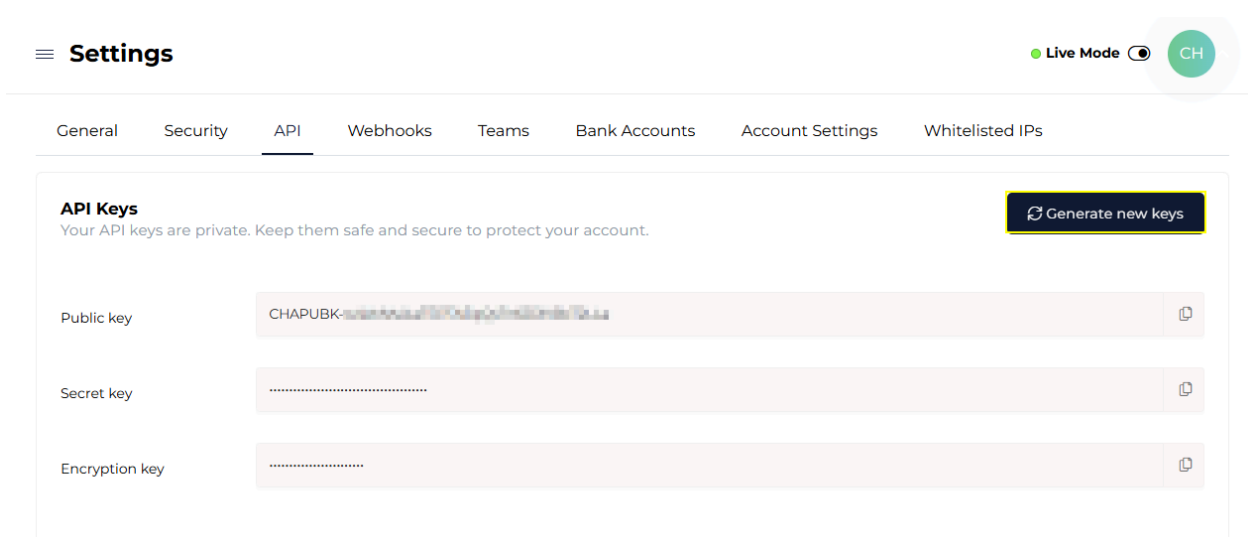 Settings
Live Mode
CH
General Security API Webhooks Teams Bank Accounts Account Settings Whitelisted IPs
API Keys
Generate new keys
Your API keys are private. Keep them safe and secure to protect your account.
Public key
CHAPUBK-
Secret key
Encryption key